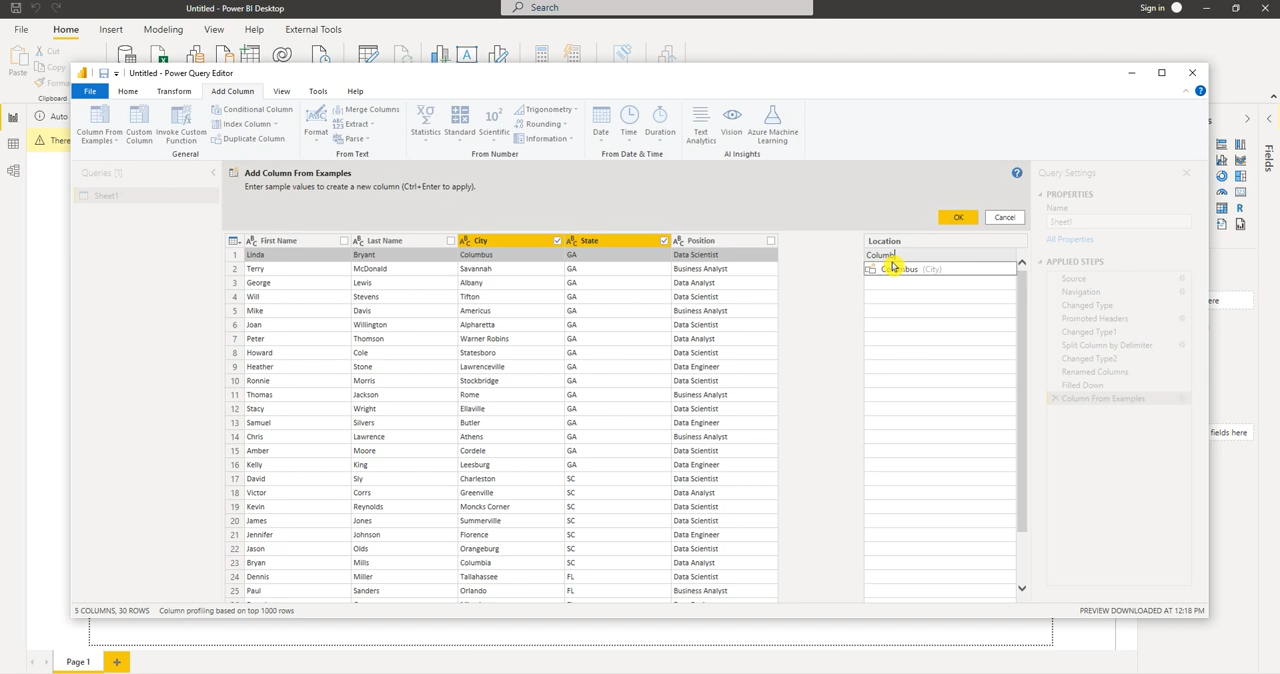 Untitled - Power BI Desktop
Search
Sign in
File Home Insert Modeling View Help External Tools
Paste
Cut
Copy
Clipboard
Auto
There
Fields
fields here
Untitled - Power Query Editor
File Home Transform Add Column View Tools Help
Column From Examples
Custom Column
Invoke Custom Function
Conditional Column
Index Column
Duplicate Column
General
Format
Merge Columns
Extract
Parse
From Text
Statistics
Standard
Scientific
Trigonometry
Rounding
Information
From Number
Date
Time
Duration
From Date & Time
Text Analytics
Vision
Azure Machine Learning
AI Insights
Queries [1]
Sheet1
Add Column From Examples
Enter sample values to create a new column (Ctrl+Enter to apply).
OK
Cancel
First Name Last Name City State Position Location
1 Linda Bryant Columbus GA Data Scientist Columb
2 Terry McDonald Savannah GA Business Analyst
(City)
3 George Lewis Albany GA Data Analyst
4 Will Stevens Tifton GA Data Scientist
5 Mike Davis Americus GA Business Analyst
6 Joan Willington Alpharetta GA Data Scientist
7 Peter Thomson Warner Robins GA Data Analyst
8 Howard Cole Statesboro GA Data Scientist
9 Heather Stone Lawrenceville GA Data Engineer
10 Ronnie Morris Stockbridge GA Data Scientist
11 Thomas Jackson Rome GA Business Analyst
12 Stacy Wright Ellaville GA Data Scientist
13 Samuel Silvers Butler GA Data Engineer
14 Chris Lawrence Athens GA Business Analyst
15 Amber Moore Cordele GA Data Scientist
16 Kelly King Leesburg GA Data Engineer
17 David Sly Charleston SC Data Scientist
18 Victor Corrs Greenville SC Data Analyst
19 Kevin Reynolds Moncks Corner SC Data Scientist
20 James Jones Summerville SC Data Scientist
21 Jennifer Johnson Florence SC Data Engineer
22 Jason Olds Orangeburg SC Data Scientist
23 Bryan Mills Columbia SC Data Analyst
24 Dennis Miller Tallahassee FL Data Scientist
25 Paul Sanders Orlando FL Business Analyst
Query Settings
PROPERTIES
Name
Sheet1
All Properties
APPLIED STEPS
Source
Navigation
Changed Type
Promoted Headers
Changed Type1
Split Column by Delimiter
Changed Type2
Renamed Columns
Filled Down
Column From Examples
5 COLUMNS, 30 ROWS Column profiling based on top 1000 rows
PREVIEW DOWNLOADED AT 12:18 PM
Page 1